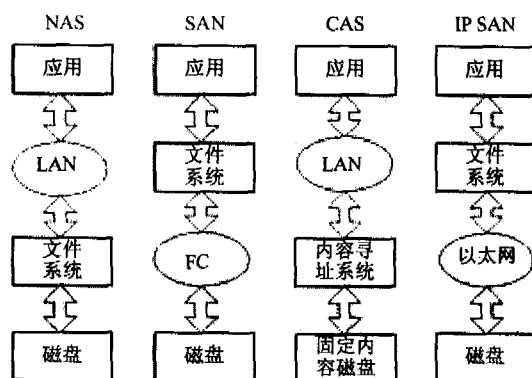 NAS
SAN
CAS
IP SAN
应用
应用
应用
应用
LAN
文件
系统
LAN
文件
系统
文件
系统
FC
内容寻
址系统
以太网
磁盘
磁盘
固定内
容磁盘
磁盘